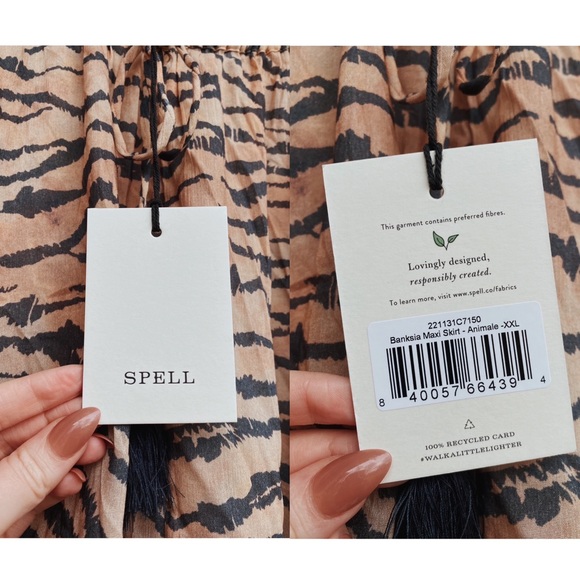 SPELL
This garment contains preferred fibres.
Lovingly designed,
responsibly created.
To learn more, visit www.spell.co/fabrics
221131C7150
Banksia Maxi Skirt - Animale -XXL
8 40057 66439 4
100% RECYCLED CARD
#WALKALITTLELIGHTER